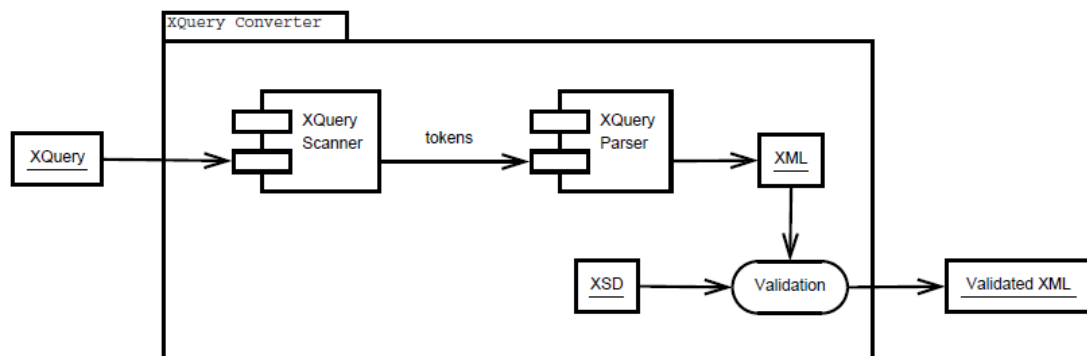 XQuery Converter
XQuery
XQuery
Scanner
tokens
XQuery
Parser
XML
XSD
Validation
Validated XML